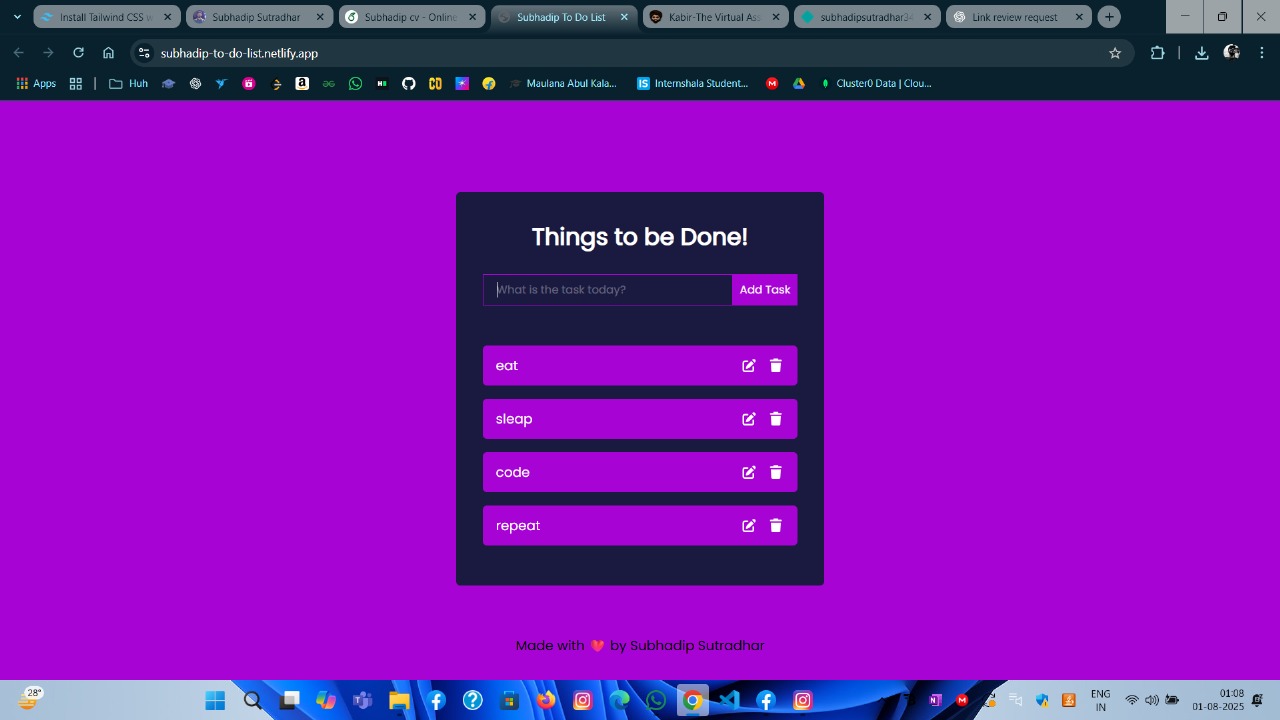 Install Tailwind CSS w
Subhadip Sutradhar
Subhadip cv - Online
Subhadip To Do List
Kabir-The Virtual Ass
subhadipsutradhar24
Link review request
subhadip-to-do-list.netlify.app
Apps
Huh
Maulana Abul Kala...
Internshala Student...
Cluster0 Data | Clou...
Things to be Done!
What is the task today?
Add Task
eat
sleap
code
repeat
Made with ❤️ by Subhadip Sutradhar
28°
ENG
IN
01:08
01-08-2025